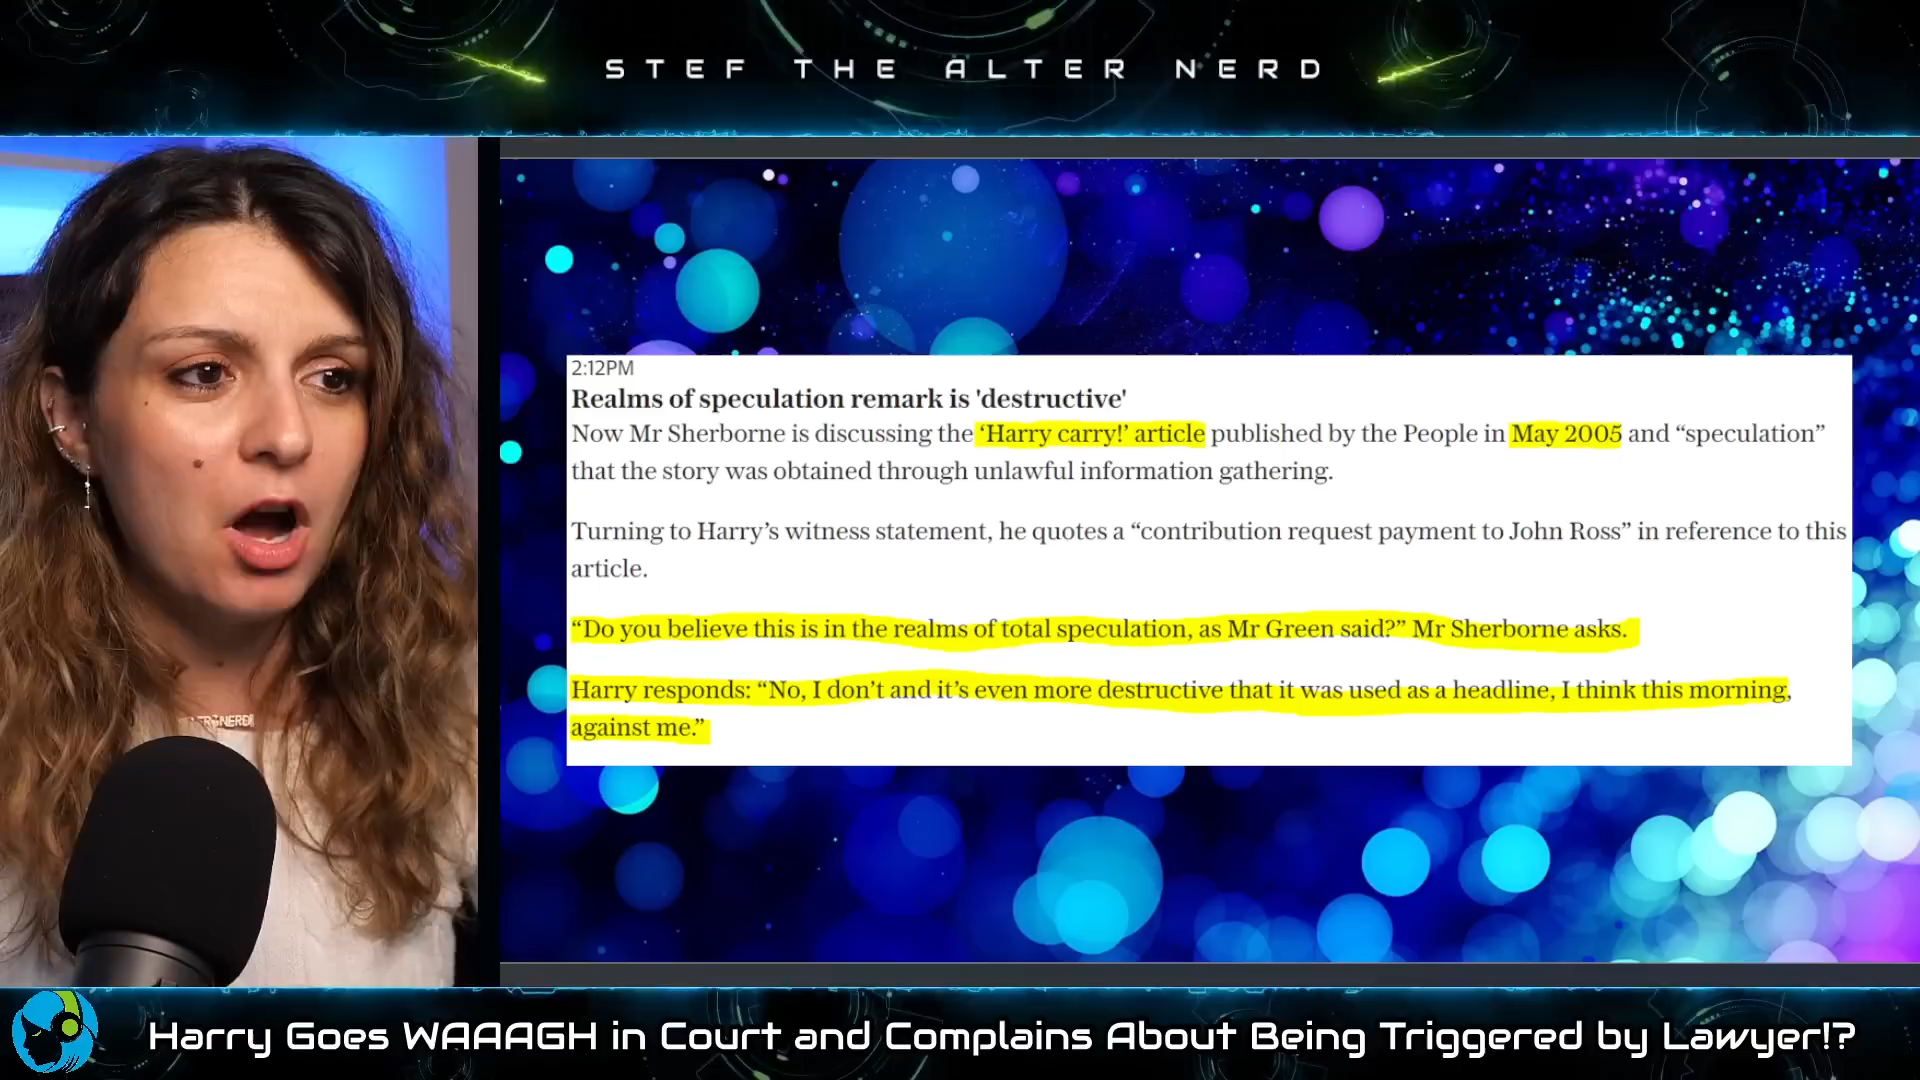 STEF THE ALTER NERD
2:12PM
Realms of speculation remark is 'destructive'
Now Mr Sherborne is discussing the ‘Harry carry!’ article published by the People in May 2005 and “speculation”
that the story was obtained through unlawful information gathering.
Turning to Harry’s witness statement, he quotes a “contribution request payment to John Ross” in reference to this
article.
“Do you believe this is in the realms of total speculation, as Mr Green said?” Mr Sherborne asks.
Harry responds: “No, I don’t and it’s even more destructive that it was used as a headline, I think this morning,
against me.”
Harry Goes WAAAGH in Court and Complains About Being Triggered by Lawyer!?